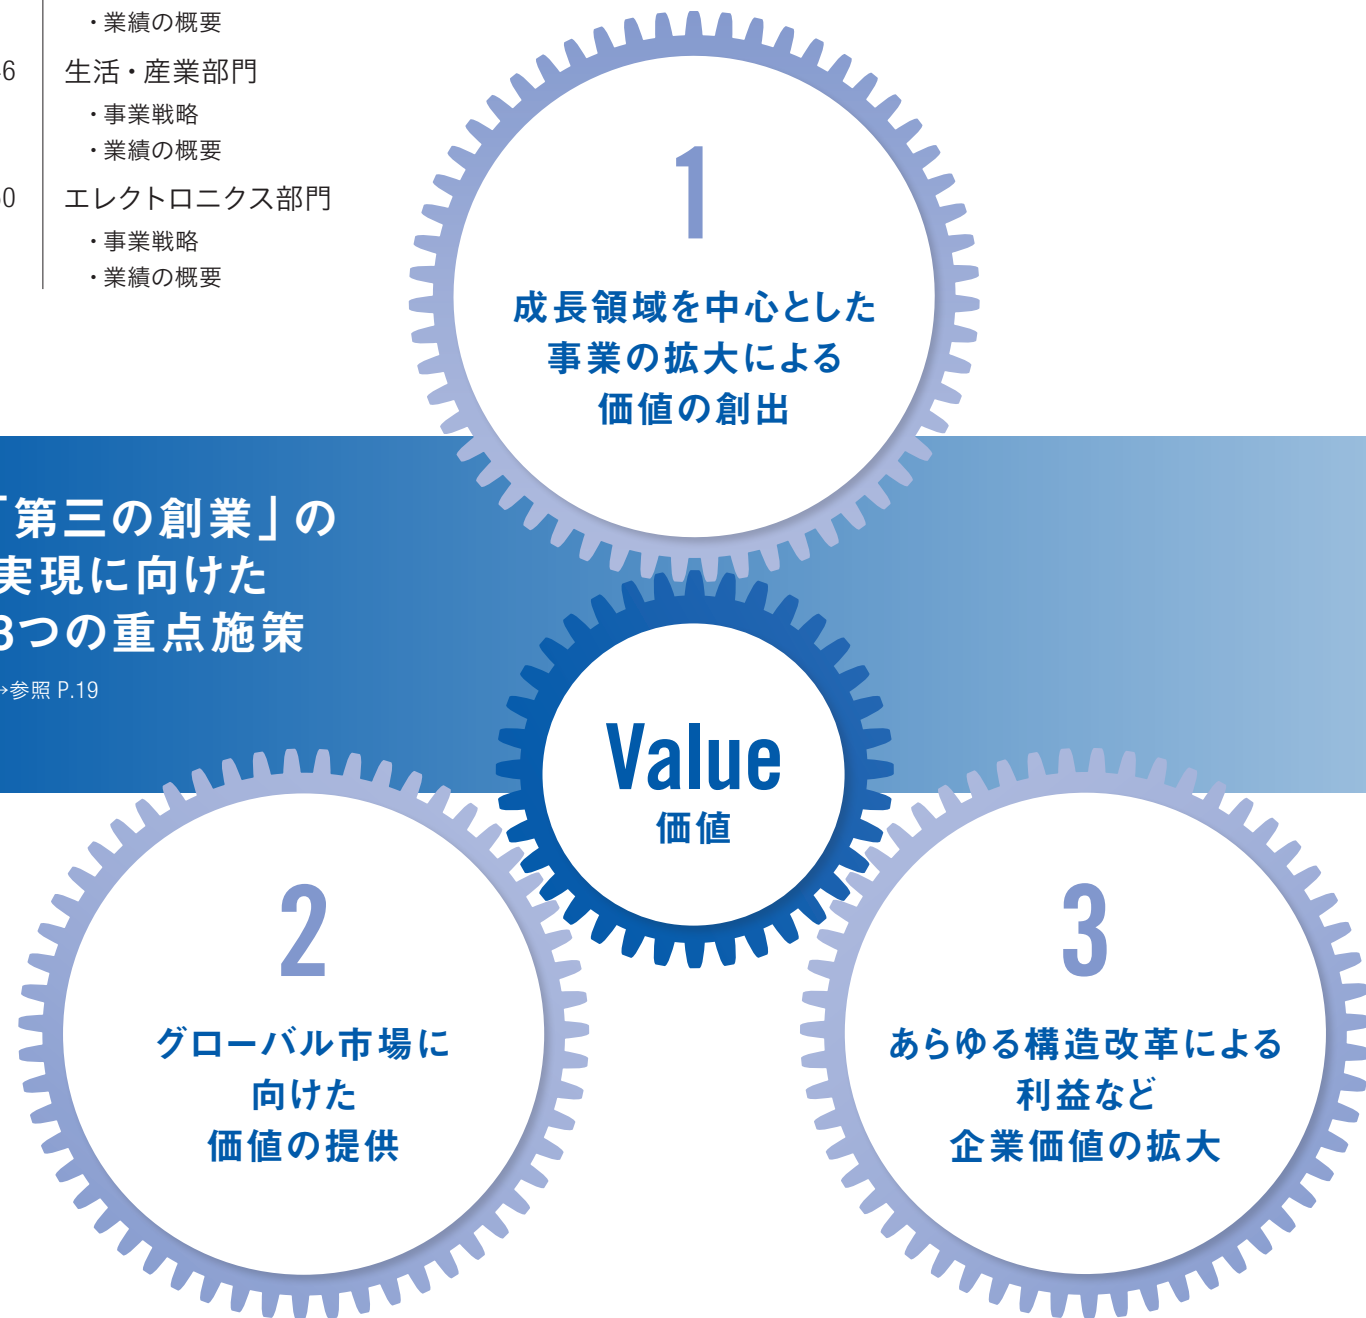 ・業績の概要
6 生活・産業部門
・事業戦略
・業績の概要
0 エレクトロニクス部門
・事業戦略
・業績の概要
1
成長領域を中心とした
事業の拡大による
価値の創出
「第三の創業」の
実現に向けた
3つの重点施策
→参照 P.19
Value
価値
2
グローバル市場に
向けた
価値の提供
3
あらゆる構造改革による
利益など
企業価値の拡大